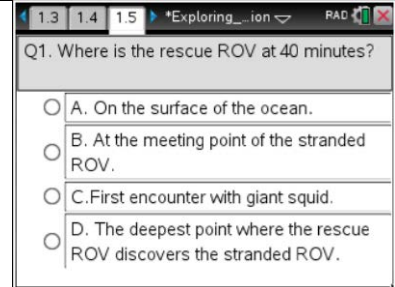 1.3 1.4 1.5 *Exploring_...ion RAD
Q1. Where is the rescue ROV at 40 minutes?
A. On the surface of the ocean.
B. At the meeting point of the stranded
ROV.
C.First encounter with giant squid.
D. The deepest point where the rescue
ROV discovers the stranded ROV.